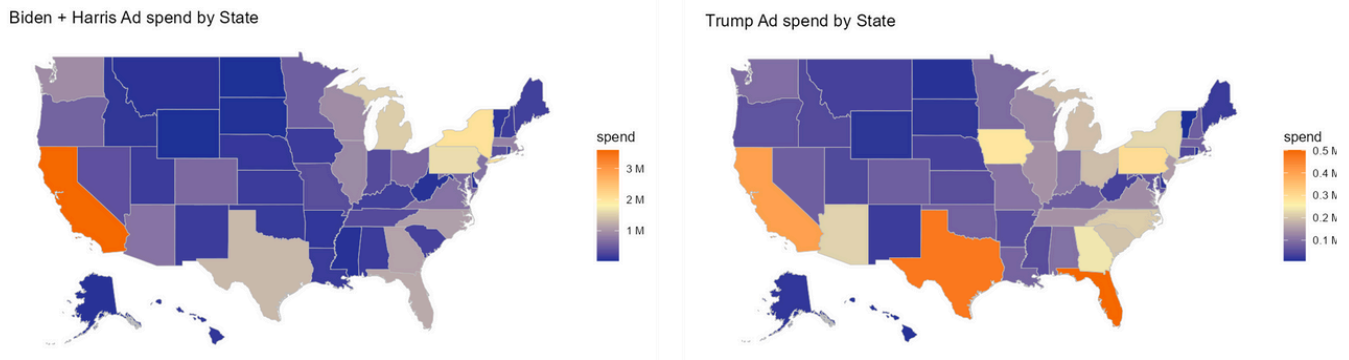 Biden + Harris Ad spend by State
spend
3 M
2 M
1 M
Trump Ad spend by State
spend
0.5 M
0.4 M
0.3 M
0.2 M
0.1 M